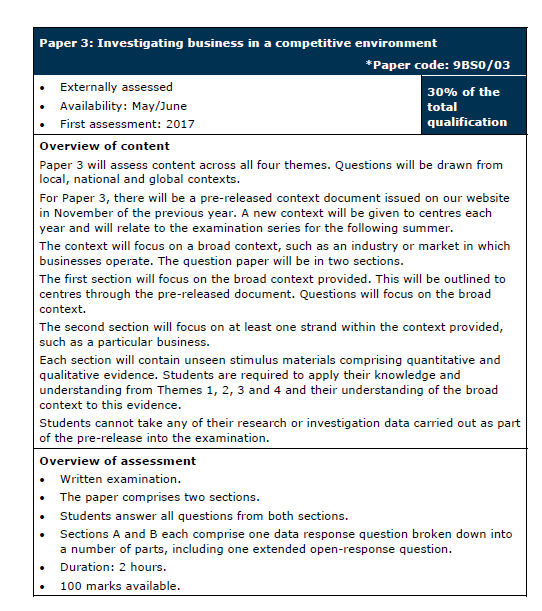 Paper 3: Investigating business in a competitive environment
*Paper code: 9BS0/03
• Externally assessed
• Availability: May/June
• First assessment: 2017
30% of the
total
qualification
Overview of content
Paper 3 will assess content across all four themes. Questions will be drawn from
local, national and global contexts.
For Paper 3, there will be a pre-released context document issued on our website
in November of the previous year. A new context will be given to centres each
year and will relate to the examination series for the following summer.
The context will focus on a broad context, such as an industry or market in which
businesses operate. The question paper will be in two sections.
The first section will focus on the broad context provided. This will be outlined to
centres through the pre-released document. Questions will focus on the broad
context.
The second section will focus on at least one strand within the context provided,
such as a particular business.
Each section will contain unseen stimulus materials comprising quantitative and
qualitative evidence. Students are required to apply their knowledge and
understanding from Themes 1, 2, 3 and 4 and their understanding of the broad
context to this evidence.
Students cannot take any of their research or investigation data carried out as part
of the pre-release into the examination.
Overview of assessment
• Written examination.
• The paper comprises two sections.
• Students answer all questions from both sections.
• Sections A and B each comprise one data response question broken down into
a number of parts, including one extended open-response question.
• Duration: 2 hours.
• 100 marks available.